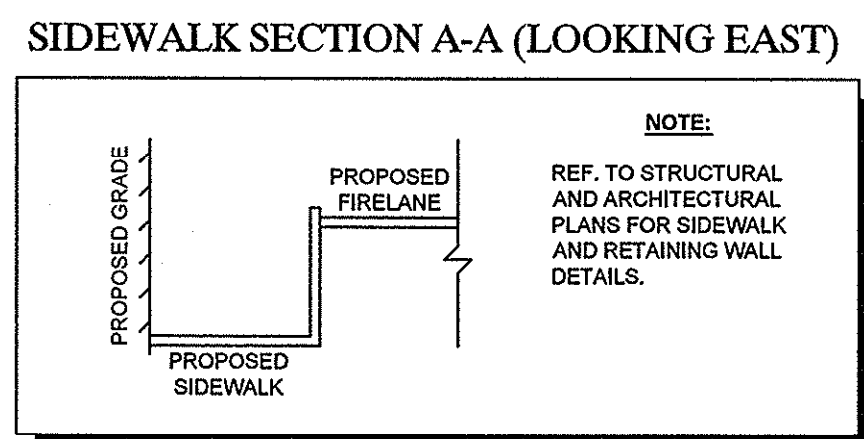 SIDEWALK SECTION A-A (LOOKING EAST)
PROPOSED GRADE
PROPOSED
FIRELANE
PROPOSED
SIDEWALK
NOTE:
REF. TO STRUCTURAL
AND ARCHITECTURAL
PLANS FOR SIDEWALK
AND RETAINING WALL
DETAILS.